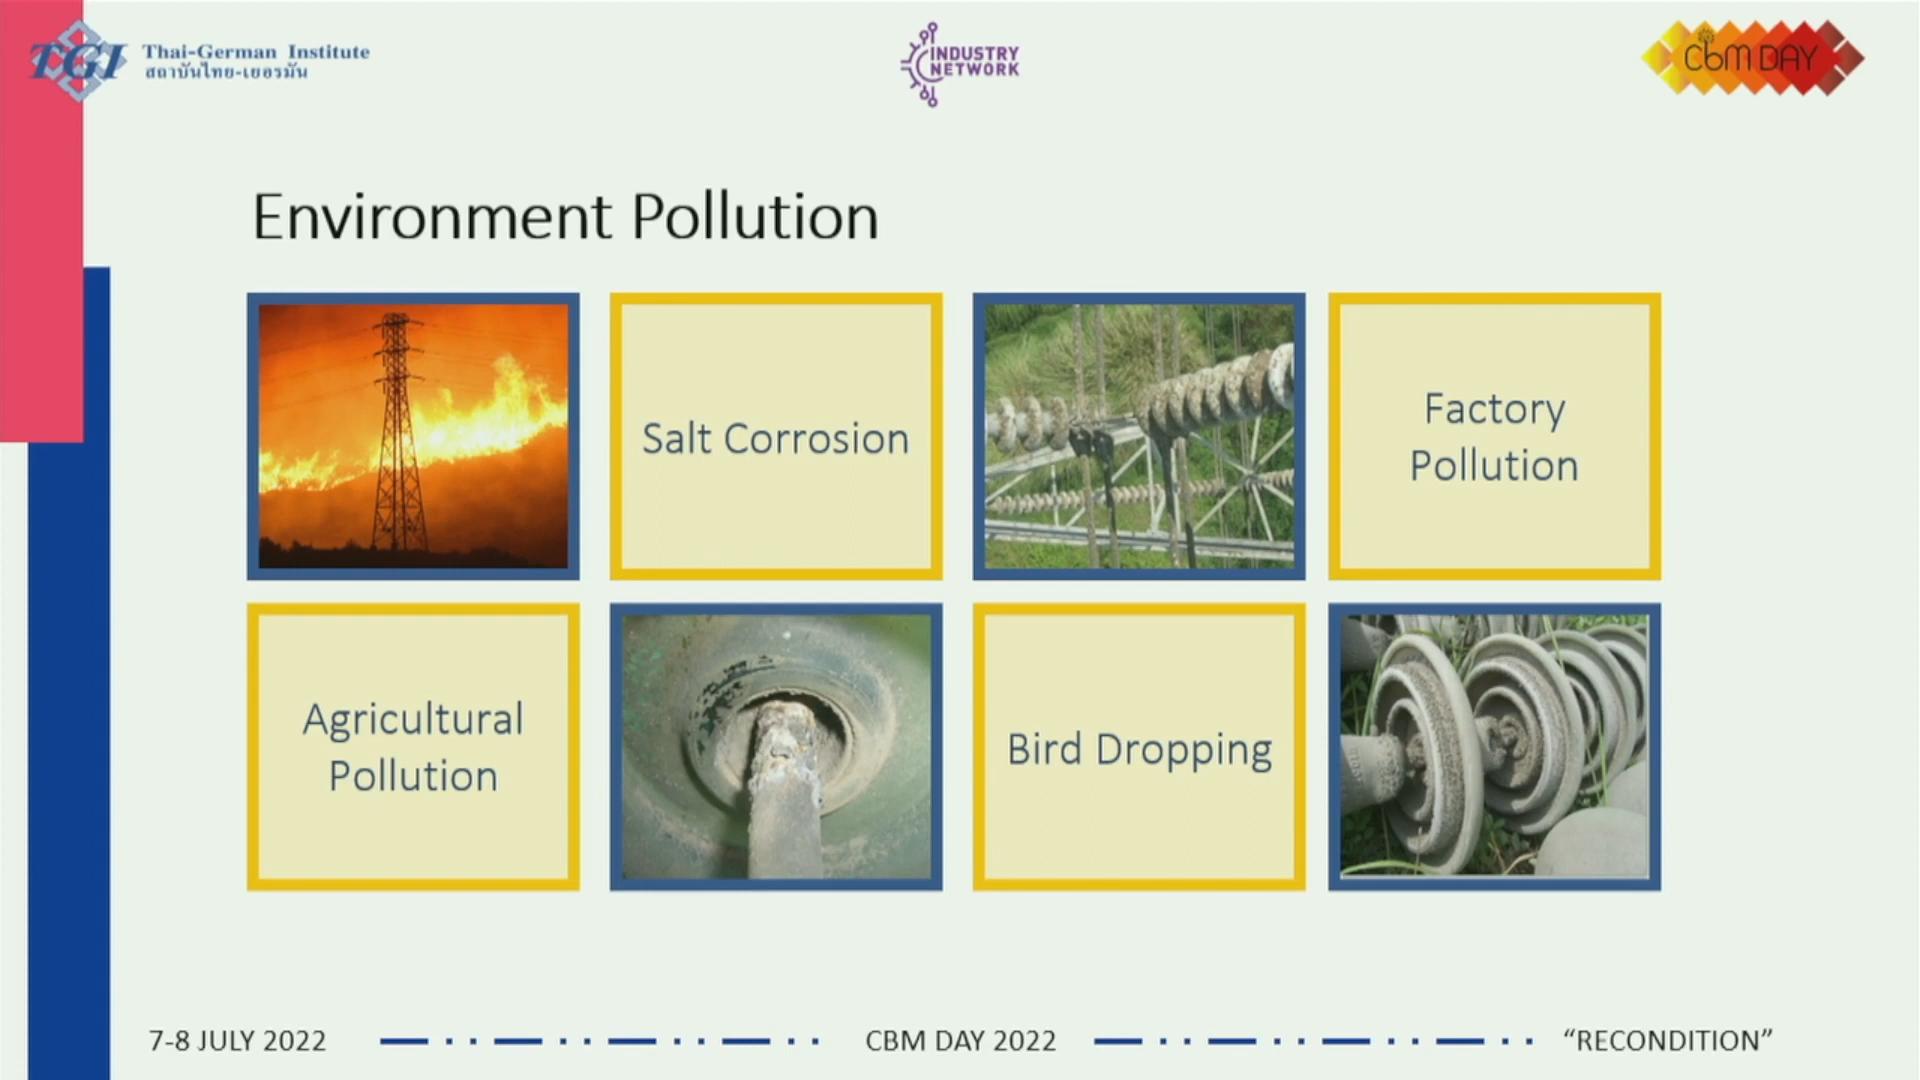 TGI
Thai-German Institute
สถาบันไทย-เยอรมัน
INDUSTRY
NETWORK
CbM DAY
Environment Pollution
Salt Corrosion
Factory
Pollution
Agricultural
Pollution
Bird Dropping
7-8 JULY 2022
CBM DAY 2022
“RECONDITION”